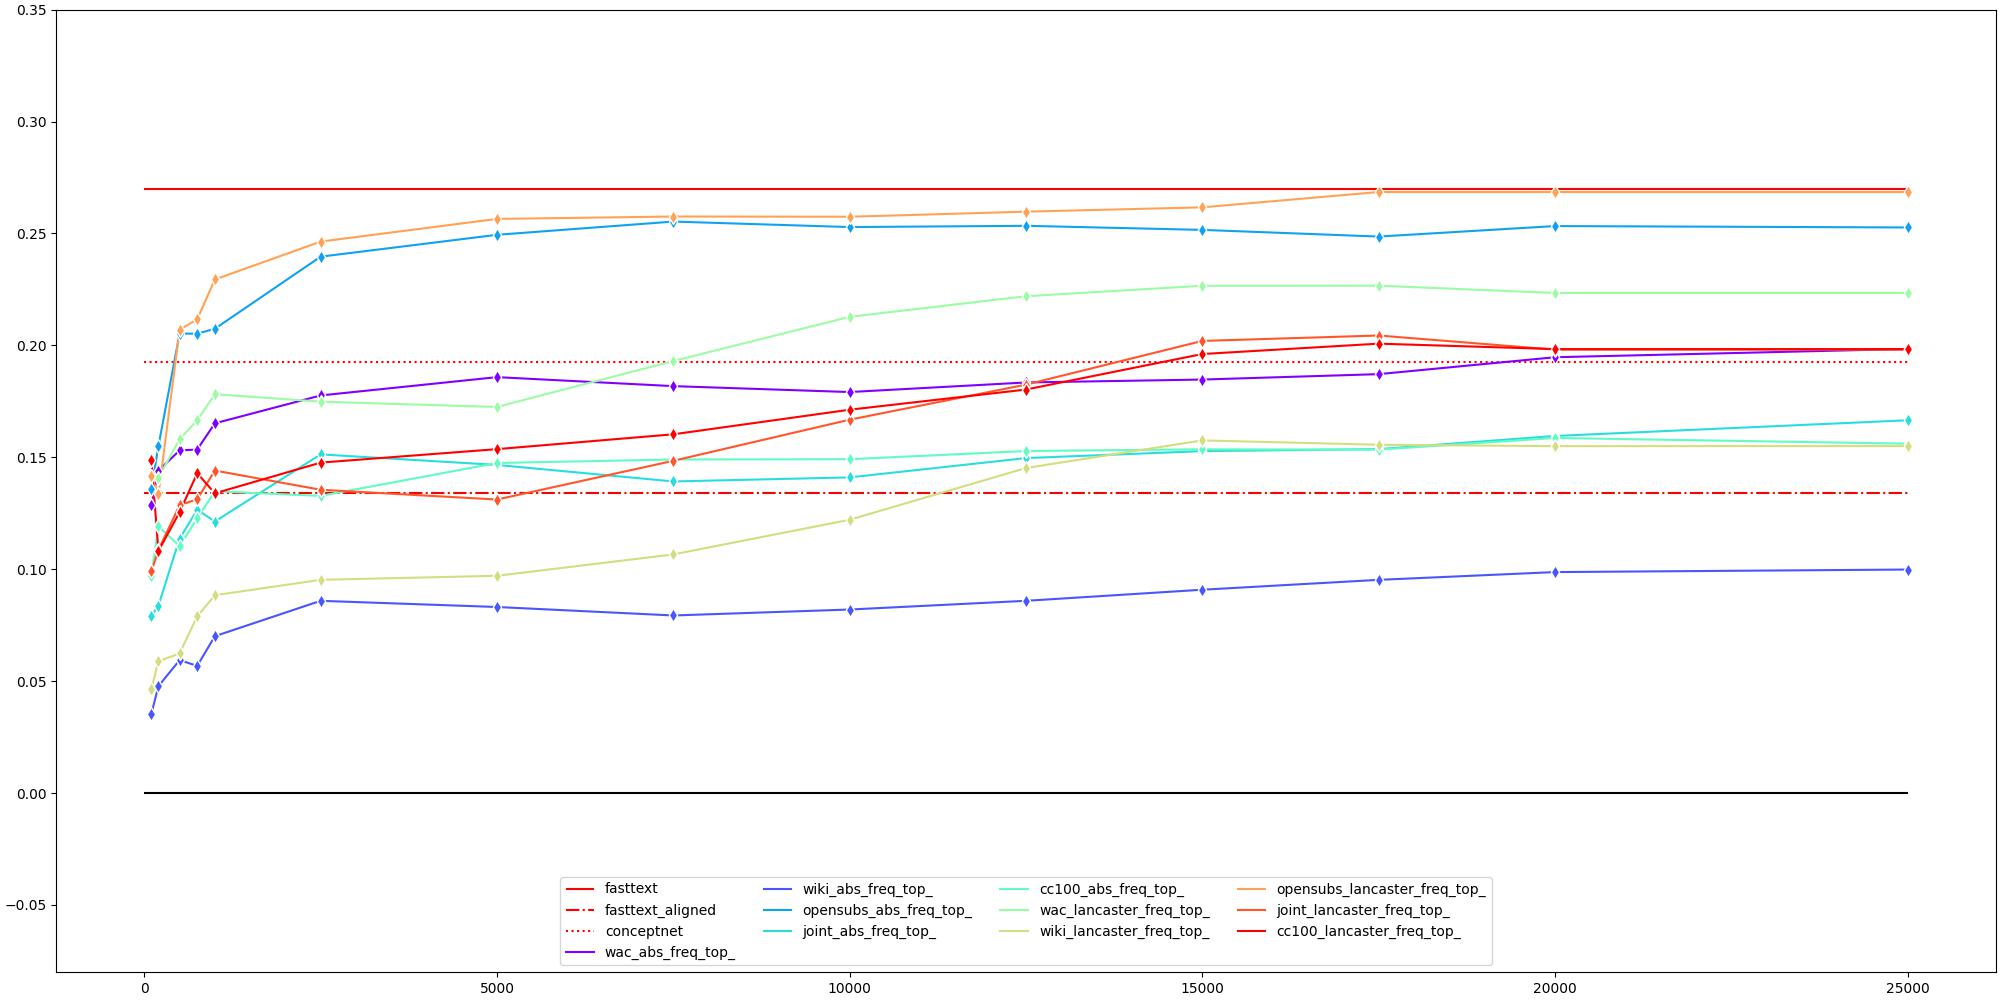 0.35
0.30
0.25
0.20
0.15
0.10
0.05
0.00
−0.05
fasttext
fasttext_aligned
conceptnet
wac_abs_freq_top_
wiki_abs_freq_top_
opensubs_abs_freq_top_
joint_abs_freq_top_
cc100_abs_freq_top_
wac_lancaster_freq_top_
wiki_lancaster_freq_top_
opensubs_lancaster_freq_top_
joint_lancaster_freq_top_
cc100_lancaster_freq_top_
0 5000 10000 15000 20000 25000